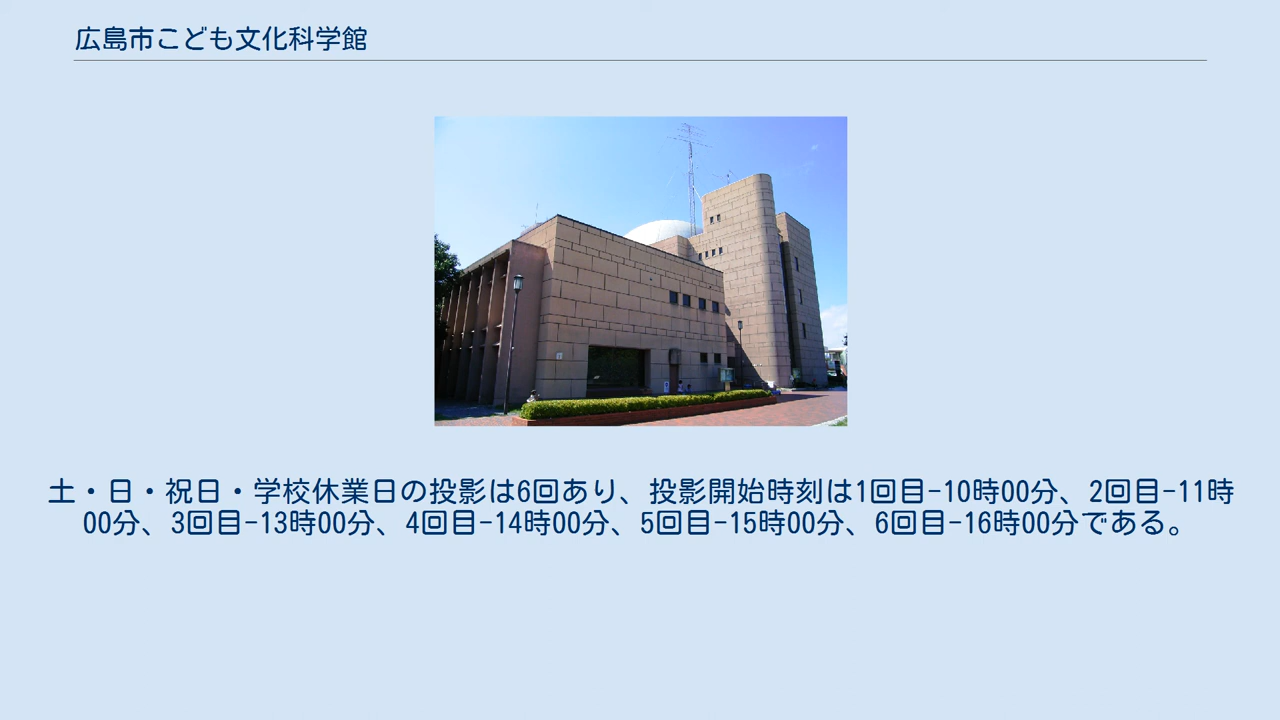 広島市こども文化科学館
土・日・祝日・学校休業日の投影は6回あり、投影開始時刻は1回目-10時00分、2回目-11時
00分、3回目-13時00分、4回目-14時00分、5回目-15時00分、6回目-16時00分である。